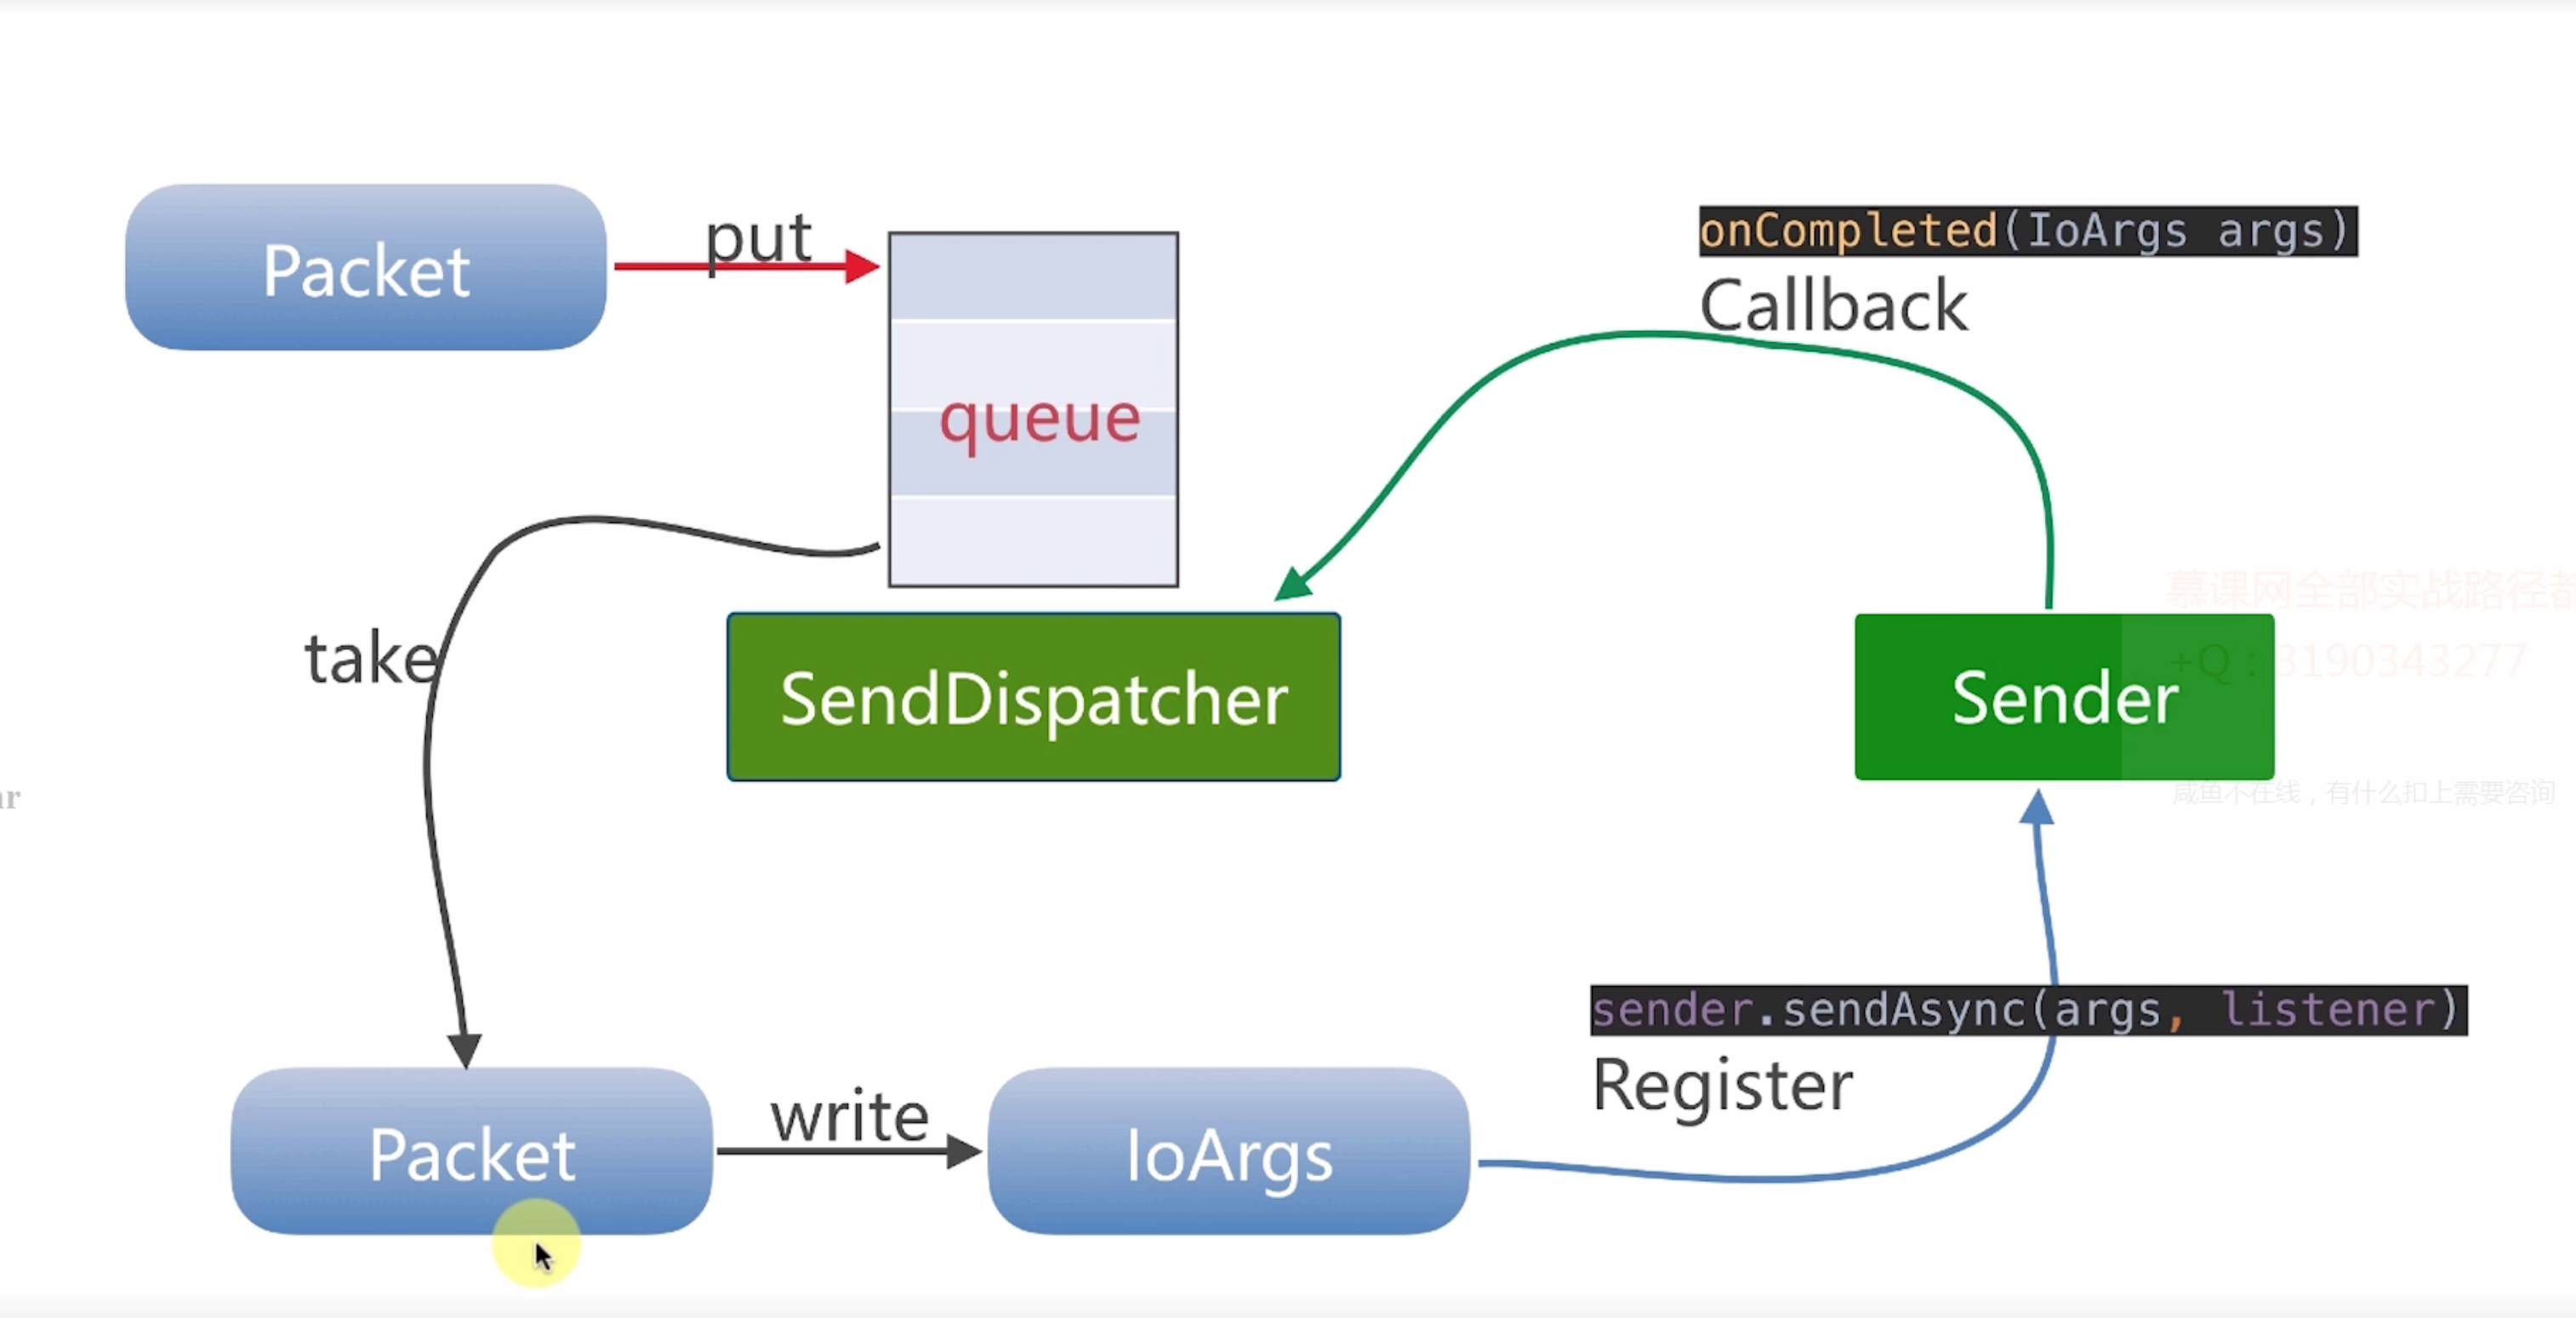 put
Packet
queue
onCompleted(IoArgs args)
Callback
take
SendDispatcher
Sender
慕课网全部实战路径都
+Q：3190343277
咸鱼不在线，有什么扣上需要咨询
ar
sender.sendAsync(args, listener)
Register
Packet
write
IoArgs